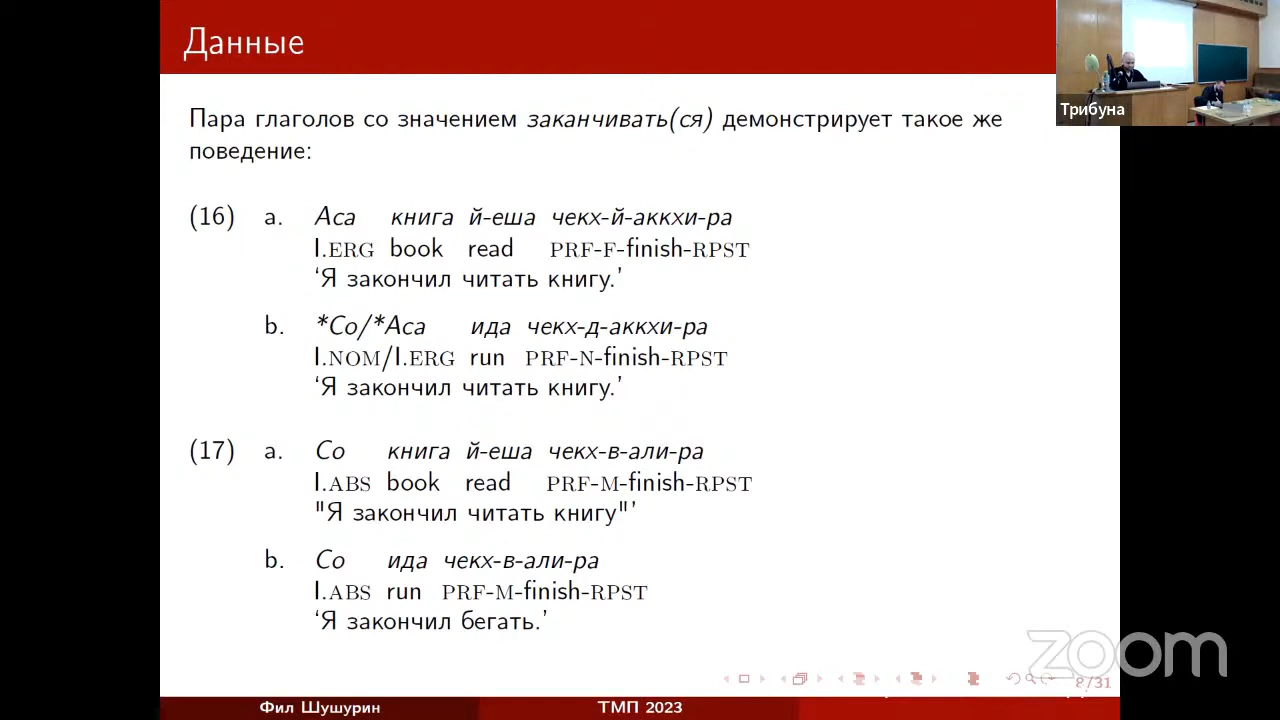 Данные
Трибуна
Пара глаголов со значением заканчивать(ся) демонстрирует такое же
поведение:
(16) a. Аса книга й-еша чекх-й-аккхи-ра
I.ERG book read PRF-F-finish-RPST
‘Я закончил читать книгу.’
b. *Со/*Аса ида чекх-д-аккхи-ра
I.NOM/I.ERG run PRF-N-finish-RPST
‘Я закончил читать книгу.’
(17) a. Со книга й-еша чекх-в-али-ра
I.ABS book read PRF-M-finish-RPST
"Я закончил читать книгу"’
b. Со ида чекх-в-али-ра
I.ABS run PRF-M-finish-RPST
‘Я закончил бегать.’
zoom
8/31
Фил Шушурин ТМП 2023